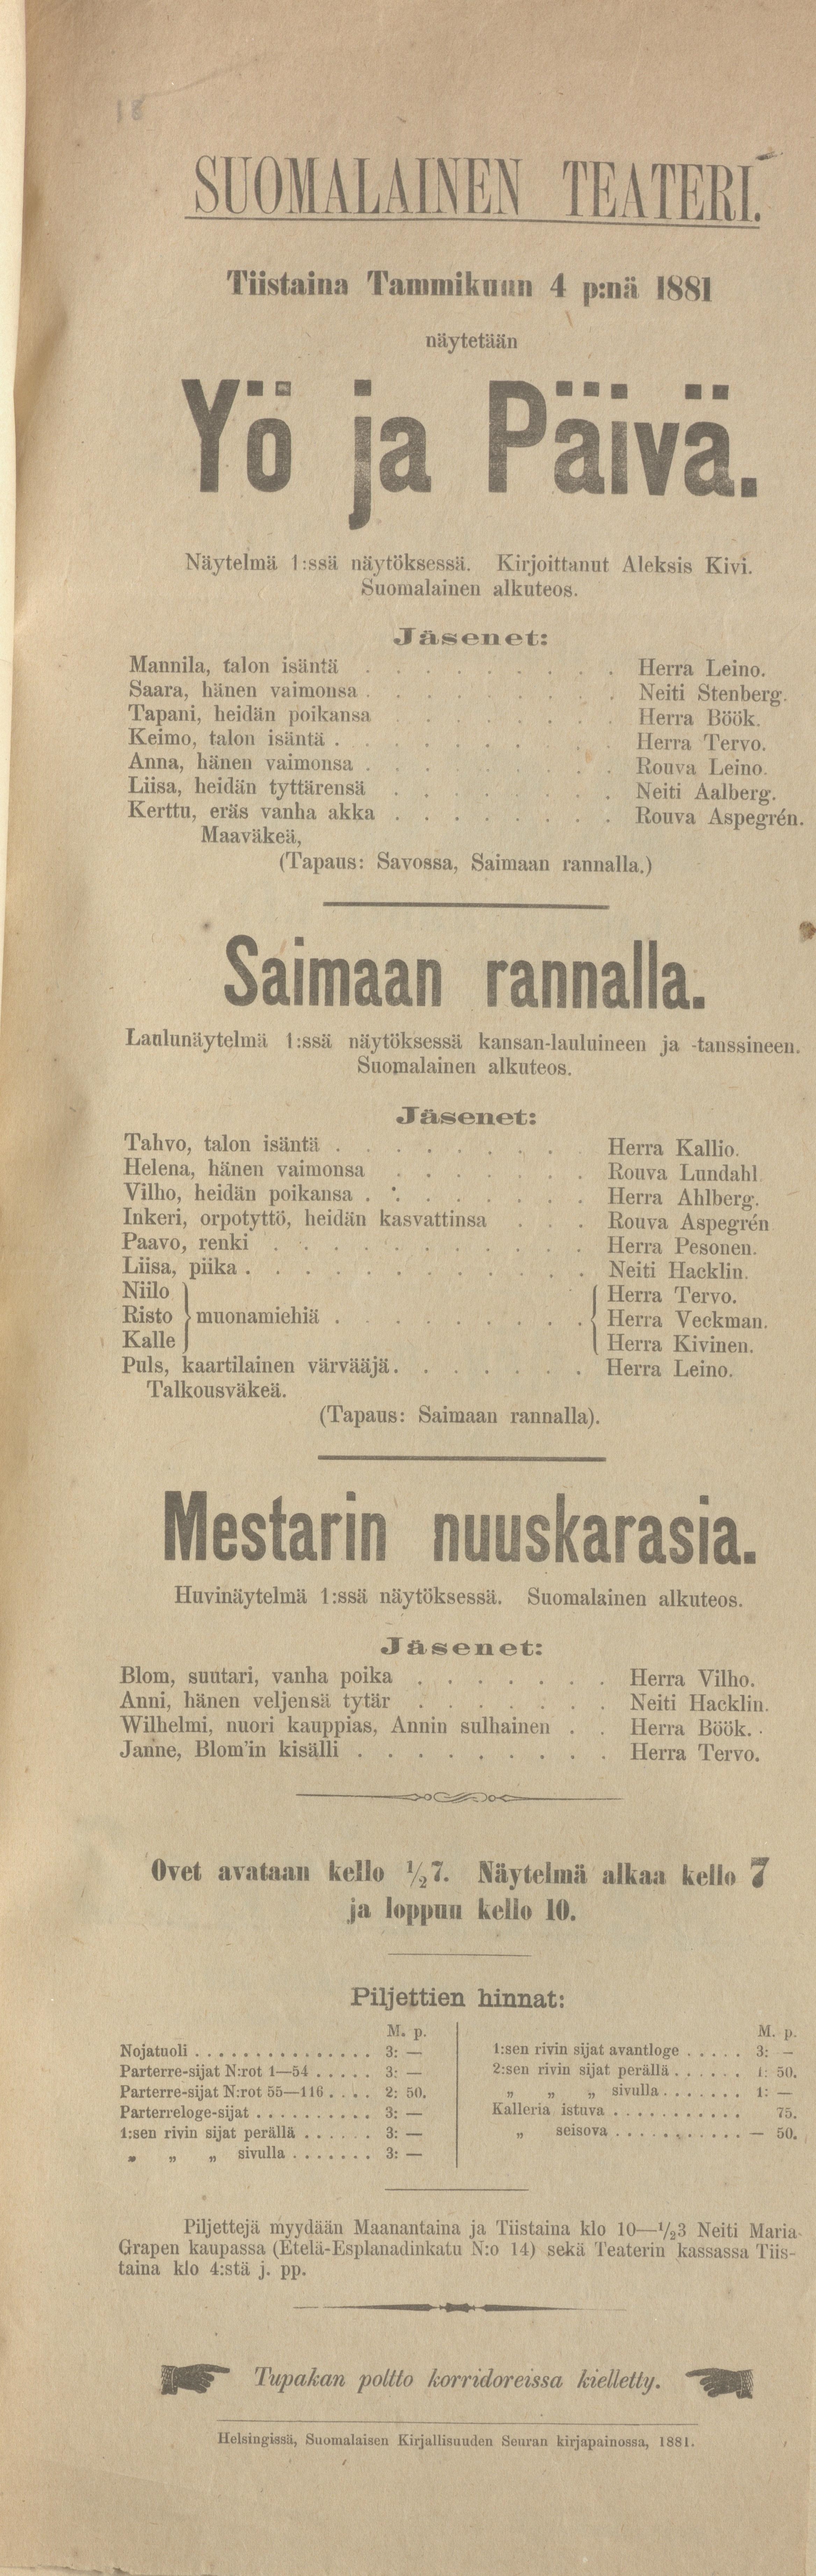 18
SUOMALAINEN TEATERI.
Tiistaina Tammikuun 4 p:nä 1881
näytetään
Yö ja Päivä.
Näytelmä 1:ssä näytöksessä. Kirjoittanut Aleksis Kivi.
Suomalainen alkuteos.
Jäsenet:
Mannila, talon isäntä . . . . . . . . . Herra Leino.
Saara, hänen vaimonsa . . . . . . . . . Neiti Stenberg.
Tapani, heidän poikansa . . . . . . . . Herra Böök.
Keimo, talon isäntä . . . . . . . . . . Herra Tervo.
Anna, hänen vaimonsa . . . . . . . . . Rouva Leino.
Liisa, heidän tyttärensä . . . . . . . . Neiti Aalberg.
Kerttu, eräs vanha akka . . . . . . . . Rouva Aspegrén.
Maaväkeä,
(Tapaus: Savossa, Saimaan rannalla.)
Saimaan rannalla.
Laulunäytelmä 1:ssä näytöksessä kansan-lauluineen ja -tanssineen.
Suomalainen alkuteos.
Jäsenet:
Tahvo, talon isäntä . . . . . . . . . Herra Kallio.
Helena, hänen vaimonsa . . . . . . . Rouva Lundahl.
Vilho, heidän poikansa . . . . . . . . Herra Ahlberg.
Inkeri, orpotyttö, heidän kasvattinsa . . . Rouva Aspegrén
Paavo, renki . . . . . . . . . . . Herra Pesonen.
Liisa, piika . . . . . . . . . . . . Neiti Hacklin.
Niilo } { Herra Tervo.
Risto } muonamiehiä . . . . . . . . . { Herra Veckman.
Kalle } { Herra Kivinen.
Puls, kaartilainen värvääjä . . . . . . . Herra Leino.
Talkousväkeä.
(Tapaus: Saimaan rannalla).
Mestarin nuuskarasia.
Huvinäytelmä 1:ssä näytöksessä. Suomalainen alkuteos.
Jäsenet:
Blom, suutari, vanha poika . . . . . . . Herra Vilho.
Anni, hänen veljensä tytär . . . . . . . Neiti Hacklin.
Wilhelmi, nuori kauppias, Annin sulhainen . . Herra Böök.
Janne, Blom'in kisälli . . . . . . . . . Herra Tervo.
Ovet avataan kello ½7. Näytelmä alkaa kello 7
ja loppuu kello 10.
Piljettien hinnat:
M. p.
Nojatuoli . . . . . . . . . . . . . . . 3: —
Parterre-sijat N:rot 1—54 . . . . . 3: —
Parterre-sijat N:rot 55—116 . . . . 2: 50.
Parterreloge-sijat . . . . . . . . . . 3: —
1:sen rivin sijat perällä . . . . . . 3: —
„ „ „ sivulla . . . . . . . 3: —
M. p.
1:sen rivin sijat avantloge . . . . . 3: —
2:sen rivin sijat perällä . . . . . . 1: 50.
„ „ „ sivulla . . . . . . . 1: —
Kalleria istuva . . . . . . . . . . . 75.
„ seisova . . . . . . . . . . . — 50.
Piljettejä myydään Maanantaina ja Tiistaina klo 10—½3 Neiti Maria
Grapen kaupassa (Etelä-Esplanadinkatu N:o 14) sekä Teaterin kassassa Tiis-
taina klo 4:stä j. pp.
Tupakan poltto korridoreissa kielletty.
Helsingissä, Suomalaisen Kirjallisuuden Seuran kirjapainossa, 1881.